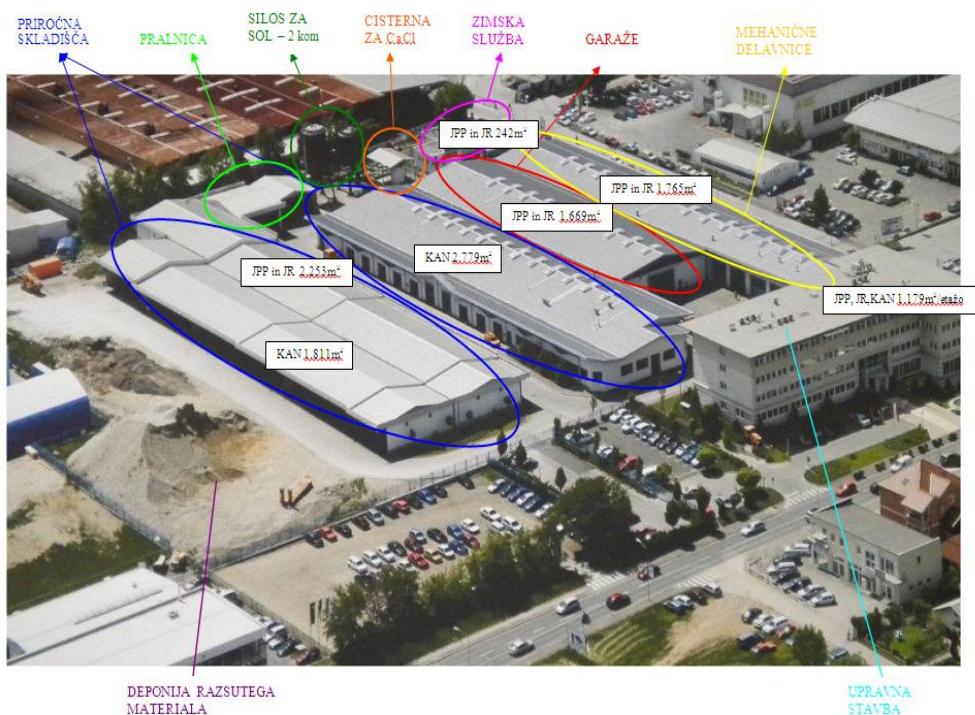 PRIROČNA
SKLADIŠČA
PRALNICA
SILOS ZA
SOL – 2 kom
CISTERNA
ZA CaCl
ZIMSKA
SLUŽBA
GARAŽE
MEHANIČNE
DELAVNICE
JPP in JR 242m²
JPP in JR 1.765m²
JPP in JR 1.669m²
KAN 2.779m²
JPP in JR 2.253m²
JPP, JR,KAN 1.179m²/etažo
KAN 1.811m²
DEPONIJA RAZSUTEGA
MATERIALA
UPRAVNA
STAVBA